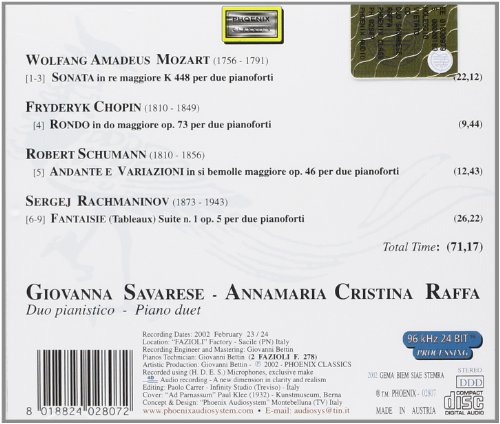 PHOENIX
WOLFGANG AMADEUS MOZART (1756 - 1791)
[1-3] SONATA in re maggiore K 448 per due pianoforti (22,12)
FRYDERYK CHOPIN (1810 - 1849)
[4] RONDO in do maggiore op. 73 per due pianoforti (9,44)
ROBERT SCHUMANN (1810 - 1856)
[5] ANDANTE E VARIAZIONI in si bemolle maggiore op. 46 per due pianoforti (12,43)
SERGEJ RACHMANINOV (1873 - 1943)
[6-9] FANTAISIE (Tableaux) Suite n. 1 op. 5 per due pianoforti (26,22)
Total Time: (71,17)
GIOVANNA SAVARESE - ANNAMARIA CRISTINA RAFFA
Duo pianistico - Piano duet
Recording Dates: 2002 February 23 / 24
Location: "FAZIOLI" Factory - Sacile (PN) Italy
Recording Engineer and Mastering: Giovanni Bettin
Pianos Technician: Giovanni Bettin (2 FAZIOLI F. 278)
Artistic Production: Giovanni Bettin - ℗ © 2002 - PHOENIX CLASSICS
Recorded using (H. D. E. S.) Microphones, exclusive make
4D Audio recording - A new dimension in clarity and realism
Editing: Paolo Carrer - Infinity Studio (Treviso) - Italy
Cover: "Ad Parnassum" Paul Klee (1932) - Kunstmuseum, Berna
Concept & Design: "Phoenix Audiosystem" Montebelluna (TV) Italy
www.phoenixaudiosystem.com • E-mail: audiosys@tin.it
8 018824 028072
96 kHz 24 BIT
PROCESSING
2002 GEMA BIEM SIAE STEMRA
® TM. PHOENIX - 02807
MADE IN AUSTRIA
STEREO
DDD
COMPACT
disc
DIGITAL AUDIO